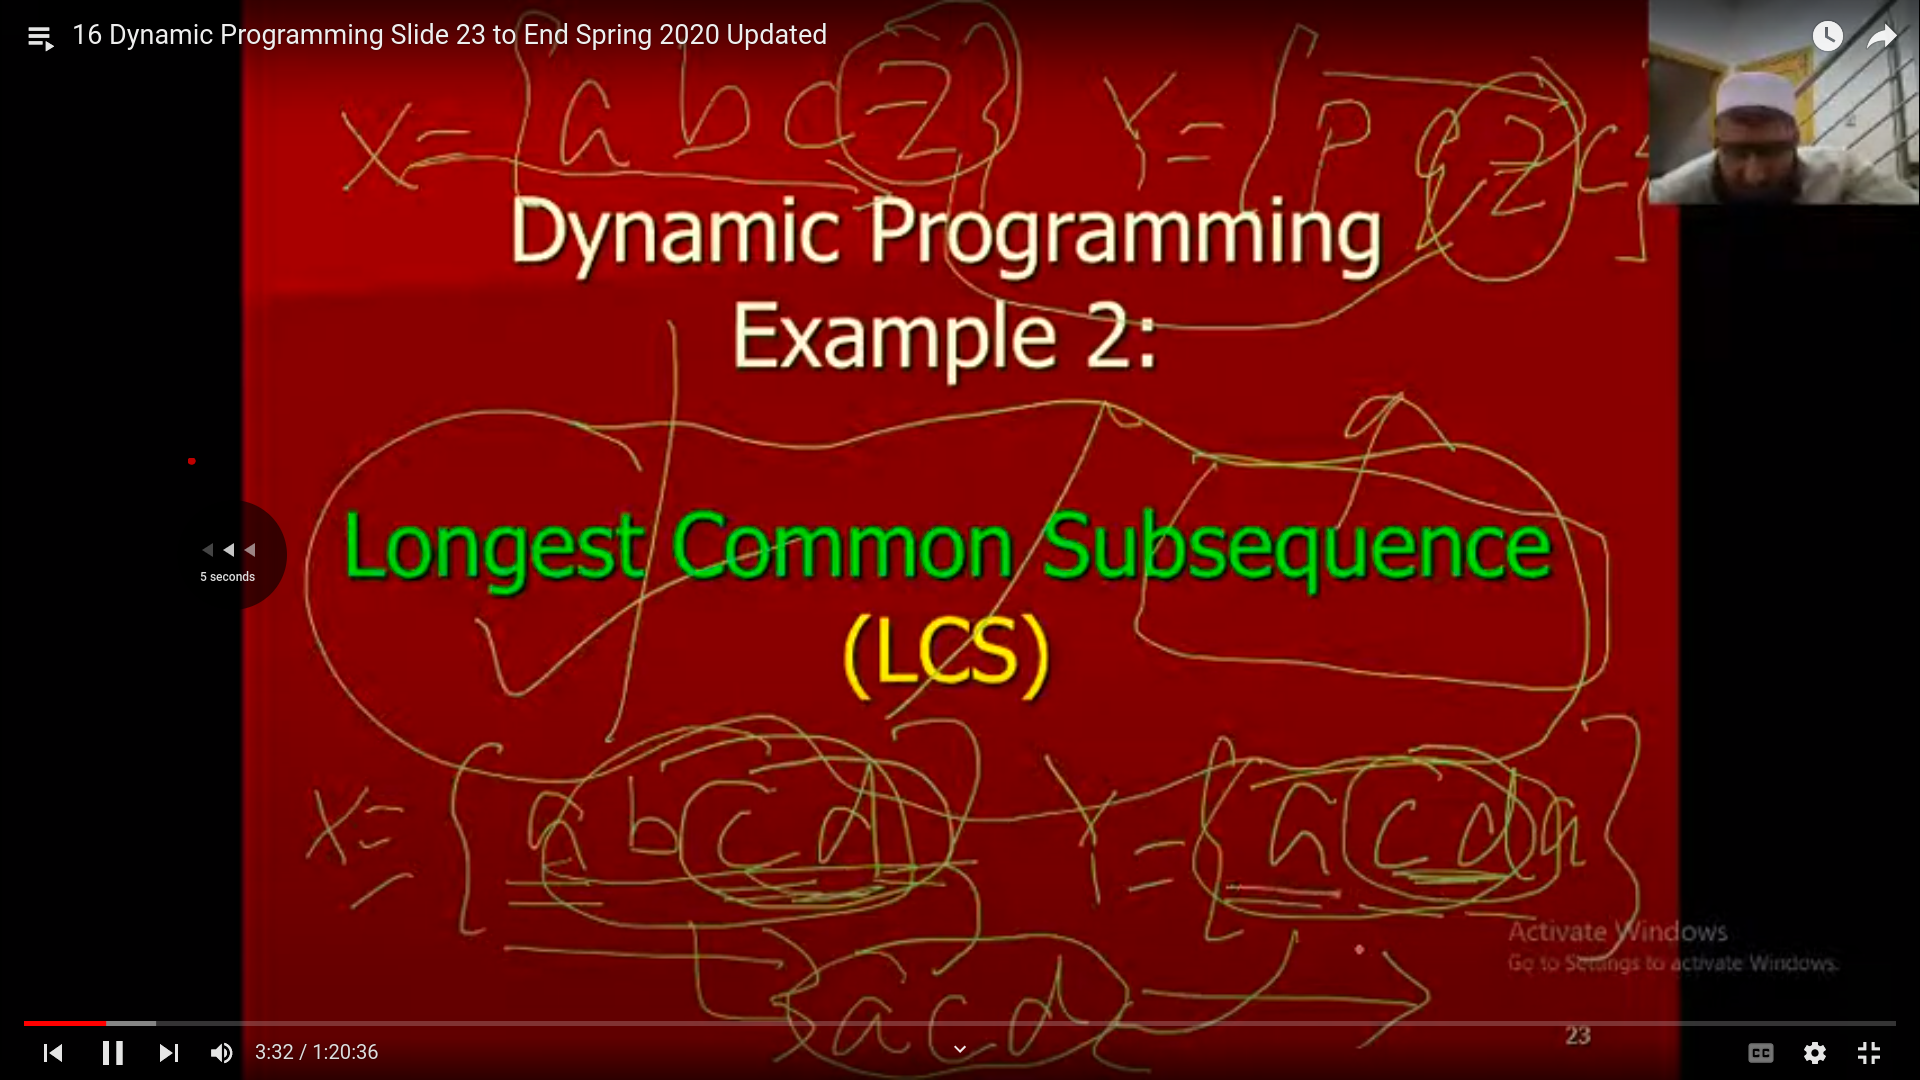 16 Dynamic Programming Slide 23 to End Spring 2020 Updated
X = { a b c z } Y = [ p q z c ]
Dynamic Programming
Example 2:
Longest Common Subsequence
(LCS)
5 seconds
X = [ a b c d ] Y = { a c d q }
Activate Windows
Go to Settings to activate Windows.
a c d
23
3:32 / 1:20:36
CC